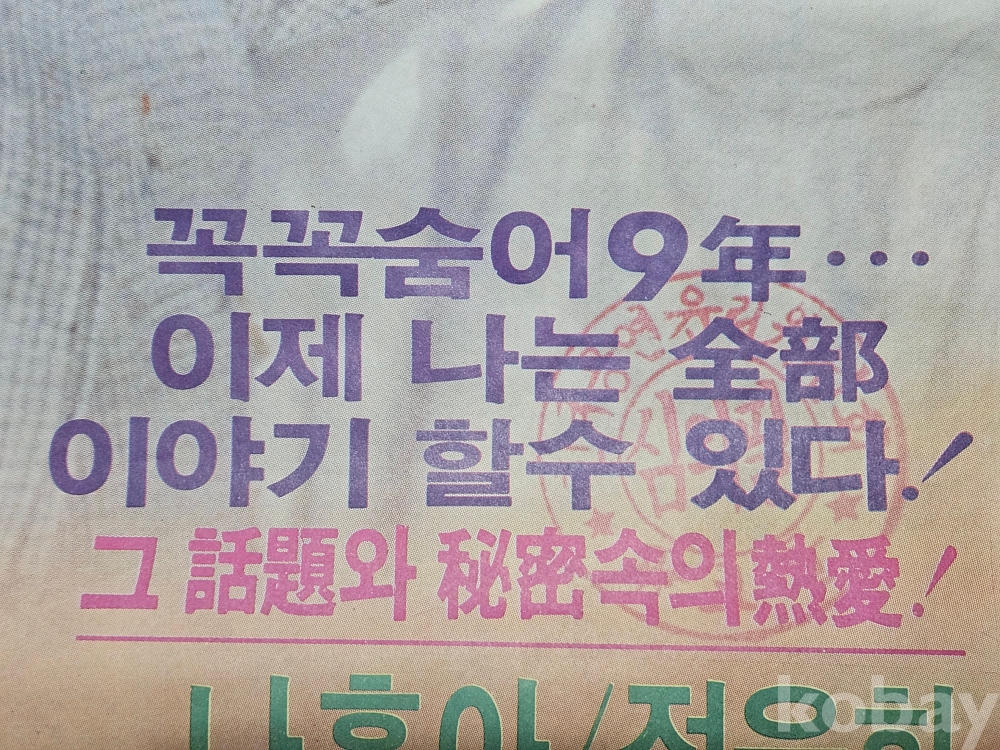 꼭꼭숨어9年…
이제 나는 全部
이야기 할수 있다!
그 話題와 秘密속의熱愛!
kobay